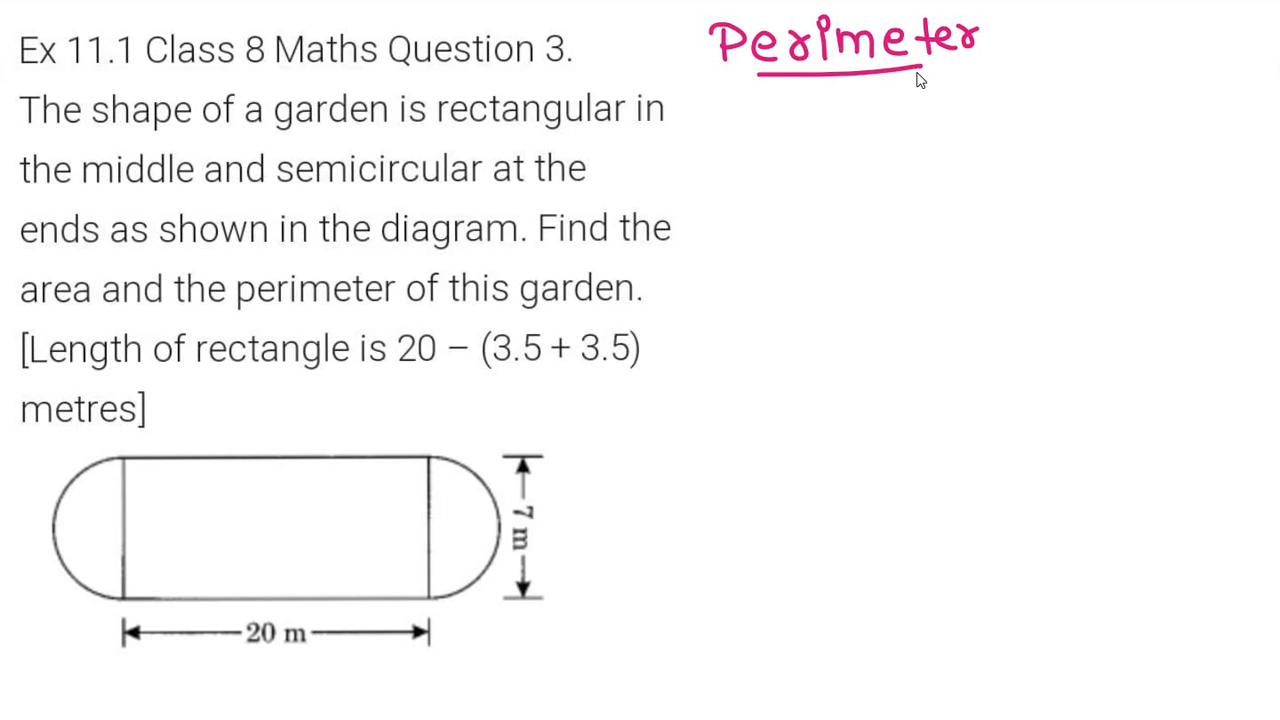 Ex 11.1 Class 8 Maths Question 3.
Perimeter
The shape of a garden is rectangular in
the middle and semicircular at the
ends as shown in the diagram. Find the
area and the perimeter of this garden.
[Length of rectangle is 20 – (3.5 + 3.5)
metres]
7 m
20 m